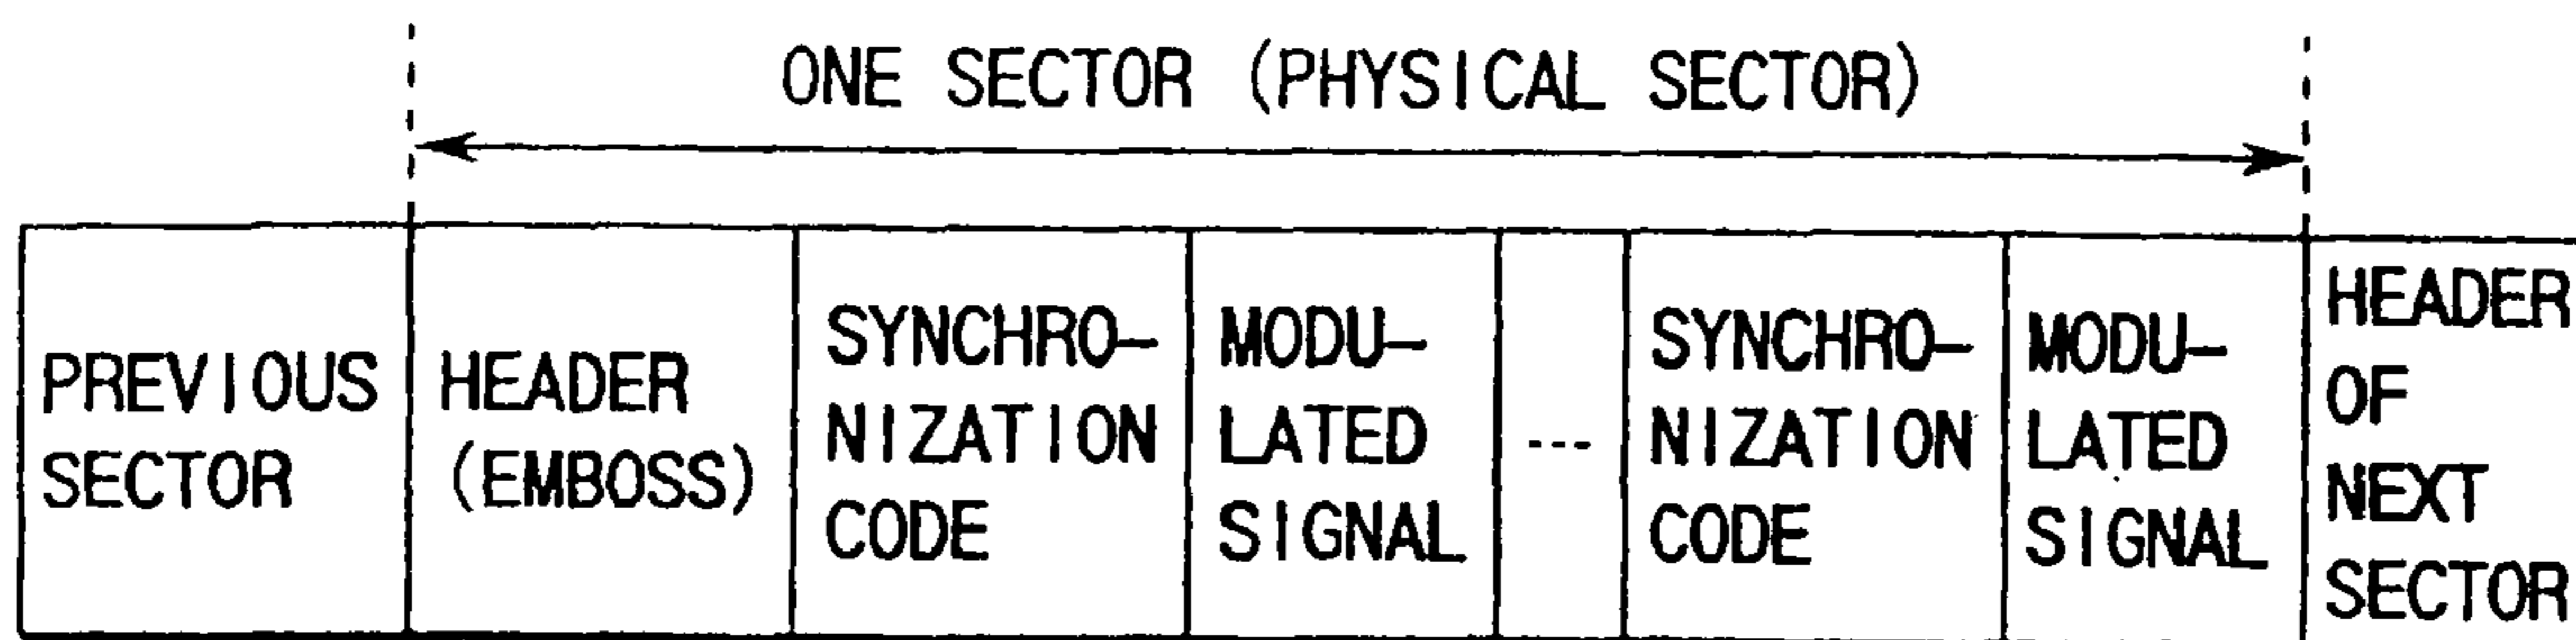 ONE SECTOR (PHYSICAL SECTOR)
PREVIOUS
SECTOR
HEADER
(EMBOSS)
SYNCHRO-
NIZATION
CODE
MODU-
LATED
SIGNAL
---
SYNCHRO-
NIZATION
CODE
MODU-
LATED
SIGNAL
HEADER
OF
NEXT
SECTOR